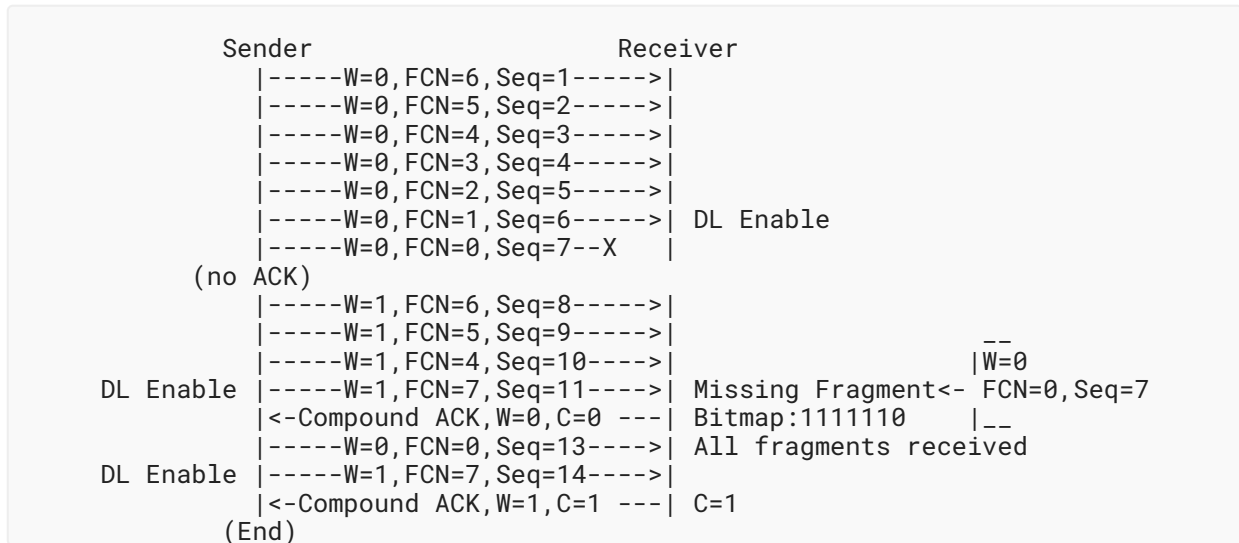 Sender                     Receiver
|-----W=0,FCN=6,Seq=1----->|
|-----W=0,FCN=5,Seq=2----->|
|-----W=0,FCN=4,Seq=3----->|
|-----W=0,FCN=3,Seq=4----->|
|-----W=0,FCN=2,Seq=5----->|
|-----W=0,FCN=1,Seq=6----->| DL Enable
|-----W=0,FCN=0,Seq=7--X   |
(no ACK)
|-----W=1,FCN=6,Seq=8----->|
|-----W=1,FCN=5,Seq=9----->|                    __
|-----W=1,FCN=4,Seq=10---->|                   |W=0
DL Enable |-----W=1,FCN=7,Seq=11---->| Missing Fragment<- FCN=0,Seq=7
|<-Compound ACK,W=0,C=0 ---| Bitmap:1111110    |__
|-----W=0,FCN=0,Seq=13---->| All fragments received
DL Enable |-----W=1,FCN=7,Seq=14---->|
|<-Compound ACK,W=1,C=1 ---| C=1
(End)